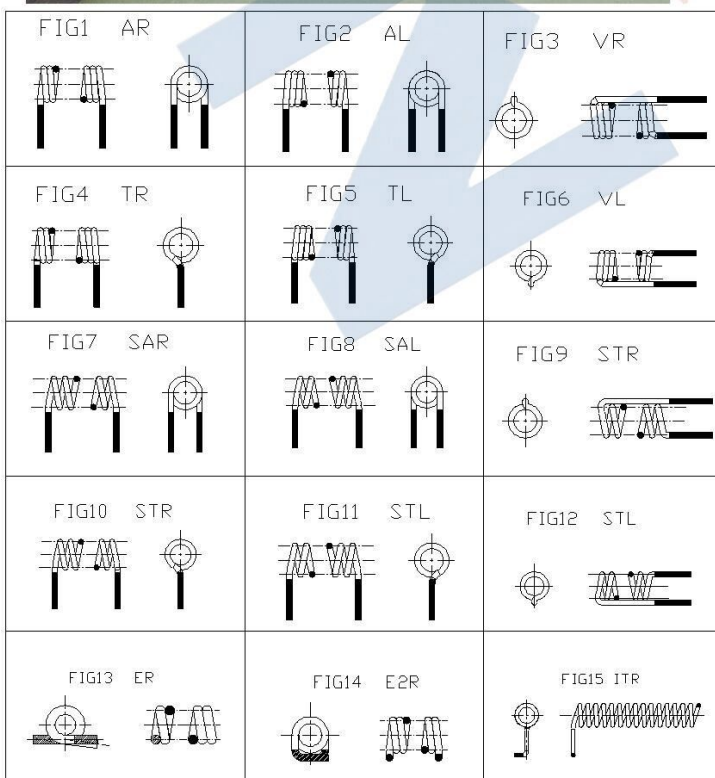 FIG1 AR
FIG2 AL
FIG3 VR
FIG4 TR
FIG5 TL
FIG6 VL
FIG7 SAR
FIG8 SAL
FIG9 STR
FIG10 STR
FIG11 STL
FIG12 STL
FIG13 ER
FIG14 E2R
FIG15 ITR